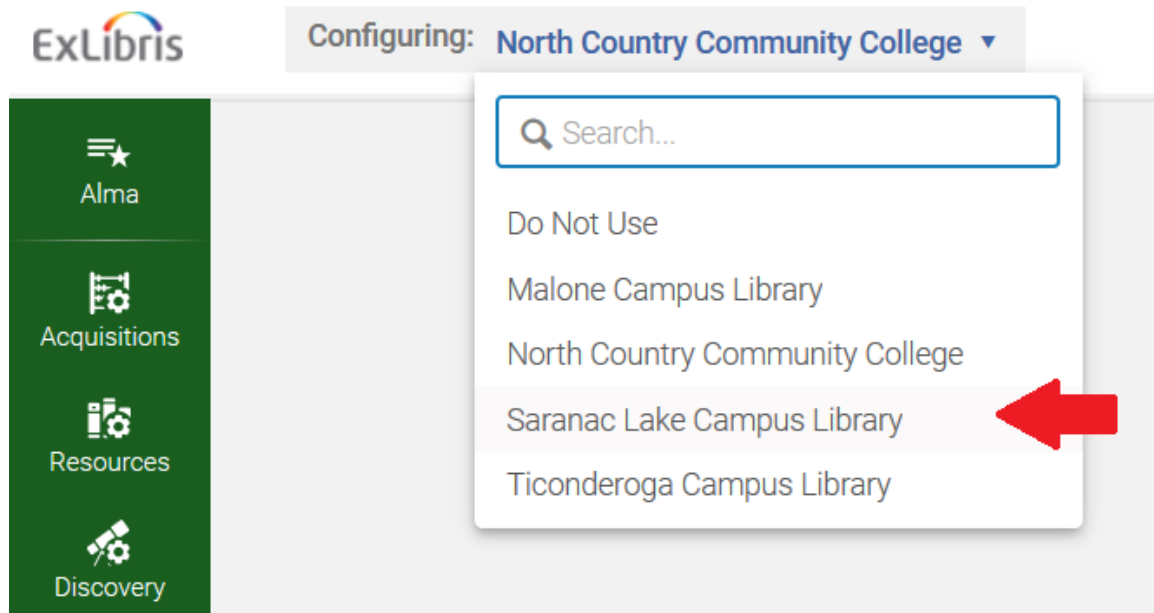 ExLibris
Configuring: North Country Community College
Search...
Alma
Do Not Use
Malone Campus Library
Acquisitions
North Country Community College
Saranac Lake Campus Library
Resources
Ticonderoga Campus Library
Discovery